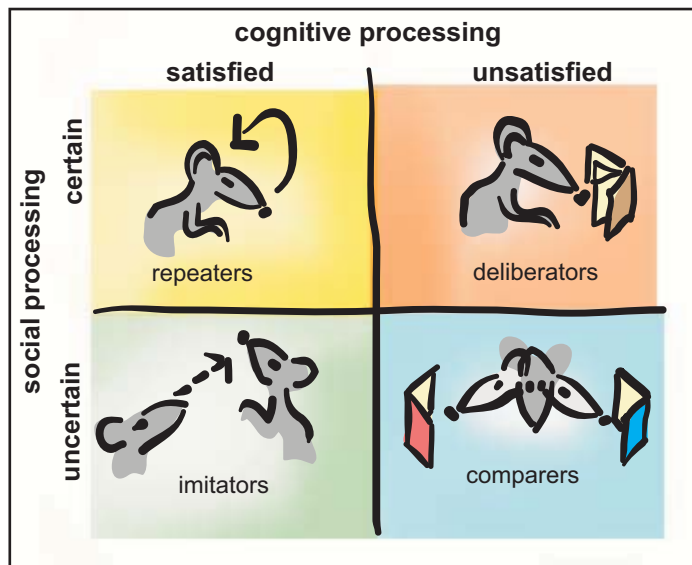 cognitive processing
satisfied
unsatisfied
social processing
certain
repeaters
deliberators
uncertain
imitators
comparers